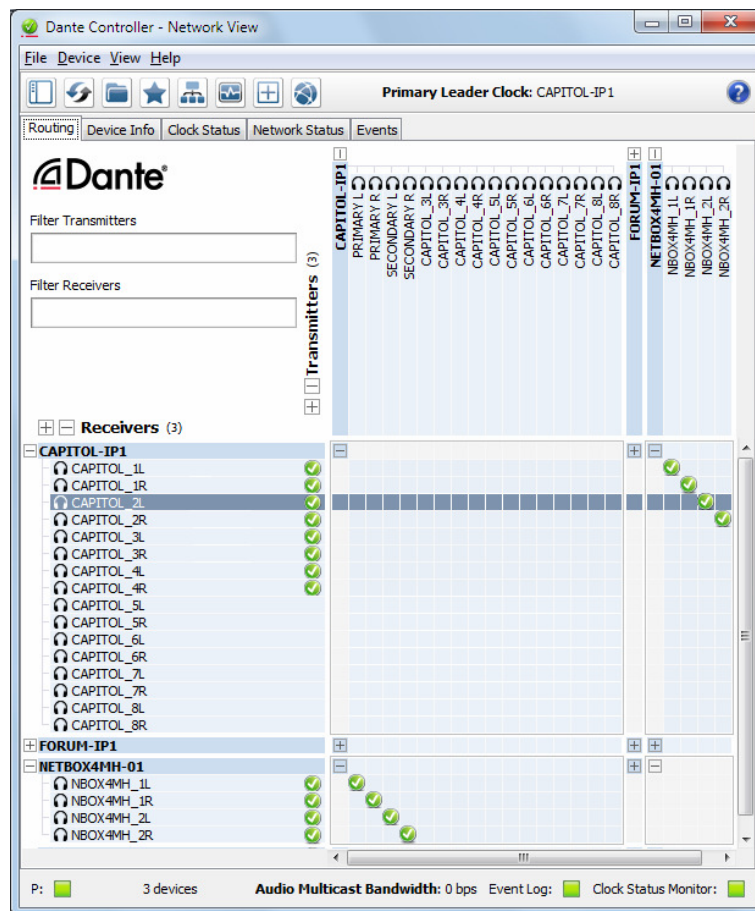 Dante Controller - Network View
File Device View Help
Primary Leader Clock: CAPITOL-IP1
Routing Device Info Clock Status Network Status Events
Dante®
Filter Transmitters
Filter Receivers
Transmitters (3)
CAPITOL-IP1
PRIMARY L
PRIMARY R
SECONDARY L
SECONDARY R
CAPITOL_3L
CAPITOL_3R
CAPITOL_4L
CAPITOL_4R
CAPITOL_5L
CAPITOL_5R
CAPITOL_6L
CAPITOL_6R
CAPITOL_7L
CAPITOL_7R
CAPITOL_8L
CAPITOL_8R
FORUM-IP1
NETBOX4MH-01
NBOX4MH_1L
NBOX4MH_1R
NBOX4MH_2L
NBOX4MH_2R
Receivers (3)
CAPITOL-IP1
CAPITOL_1L
CAPITOL_1R
CAPITOL_2L
CAPITOL_2R
CAPITOL_3L
CAPITOL_3R
CAPITOL_4L
CAPITOL_4R
CAPITOL_5L
CAPITOL_5R
CAPITOL_6L
CAPITOL_6R
CAPITOL_7L
CAPITOL_7R
CAPITOL_8L
CAPITOL_8R
FORUM-IP1
NETBOX4MH-01
NBOX4MH_1L
NBOX4MH_1R
NBOX4MH_2L
NBOX4MH_2R
P: 3 devices Audio Multicast Bandwidth: 0 bps Event Log: Clock Status Monitor: